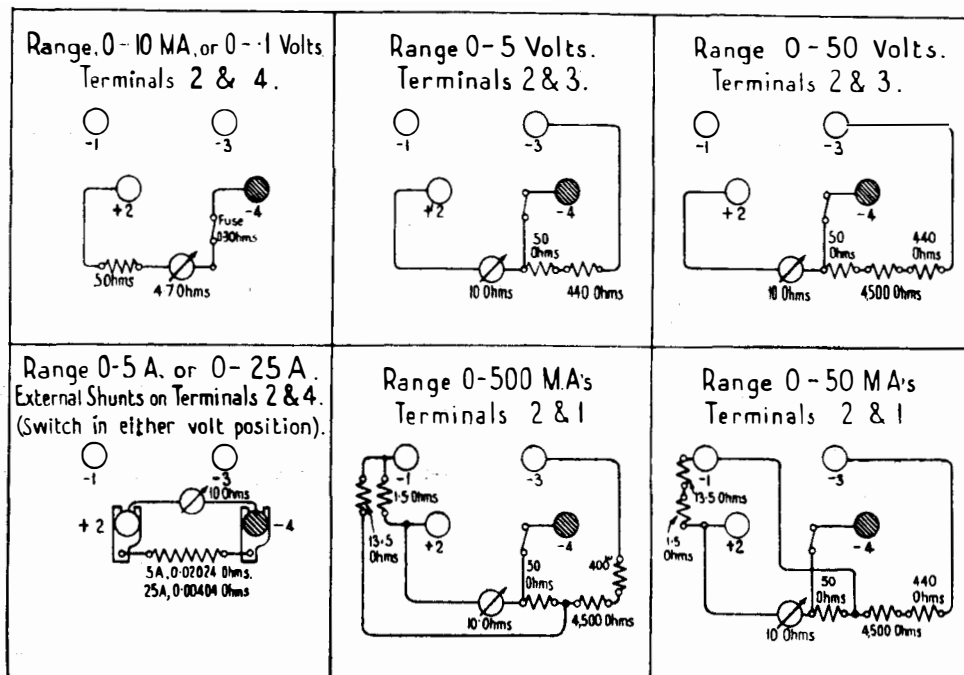 Range, 0-10 MA, or 0-·1 Volts
Terminals 2 & 4.
-1
-3
+2
-4
Fuse
0·30hms
5 Ohms
4·7 Ohms
Range 0-5 Volts.
Terminals 2 & 3.
-1
-3
+2
-4
50
Ohms
10 Ohms
440 Ohms
Range 0-50 Volts.
Terminals 2 & 3.
-1
-3
+2
-4
50
Ohms
440
Ohms
10 Ohms
4,500 Ohms
Range 0-5 A. or 0-25 A.
External Shunts on Terminals 2 & 4.
(Switch in either volt position).
-1
-3
10 Ohms
+2
-4
5A, 0·02024 Ohms.
25A, 0·00404 Ohms
Range 0-500 M.A's
Terminals 2 & 1
-1
-3
1·5 Ohms
13·5
Ohms
+2
-4
50
Ohms
400
10 Ohms
4,500 Ohms
Range 0-50 MA's
Terminals 2 & 1
-1
-3
13·5 Ohms
1·5
Ohms
+2
-4
50
Ohms
440
Ohms
10 Ohms
4,500 Ohms